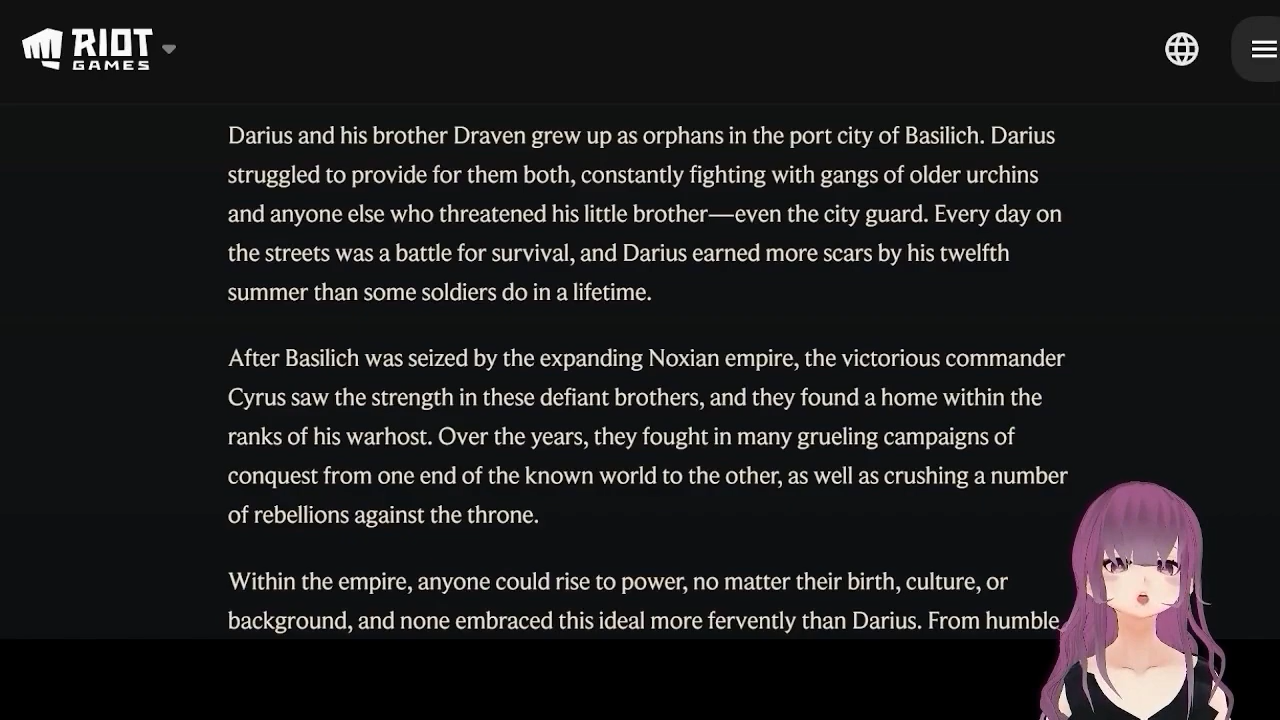 RIOT
GAMES
Darius and his brother Draven grew up as orphans in the port city of Basilich. Darius
struggled to provide for them both, constantly fighting with gangs of older urchins
and anyone else who threatened his little brother—even the city guard. Every day on
the streets was a battle for survival, and Darius earned more scars by his twelfth
summer than some soldiers do in a lifetime.
After Basilich was seized by the expanding Noxian empire, the victorious commander
Cyrus saw the strength in these defiant brothers, and they found a home within the
ranks of his warhost. Over the years, they fought in many grueling campaigns of
conquest from one end of the known world to the other, as well as crushing a number
of rebellions against the throne.
Within the empire, anyone could rise to power, no matter their birth, culture, or
background, and none embraced this ideal more fervently than Darius. From humble